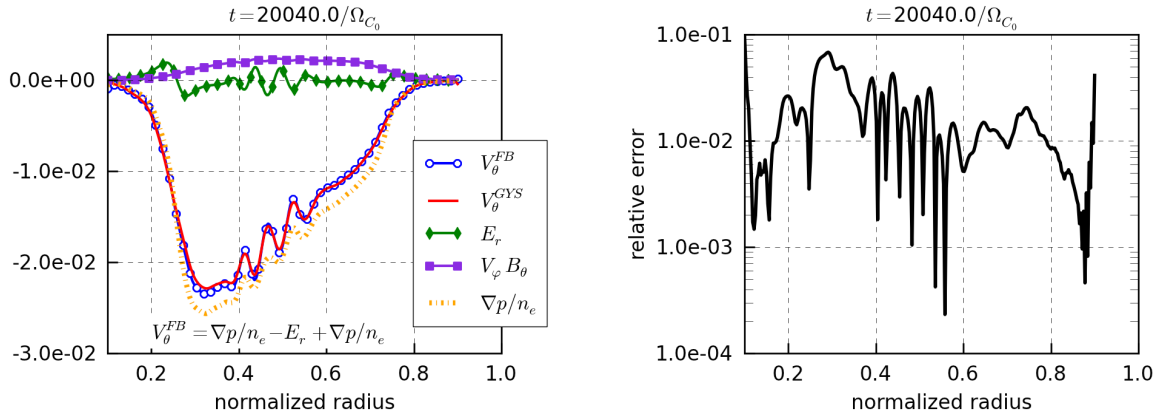 t=20040.0/Ω_{C_0}
0.0e+00
-1.0e-02
-2.0e-02
-3.0e-02
0.2 0.4 0.6 0.8 1.0
normalized radius
V_θ^{FB}
V_θ^{GYS}
E_r
V_φ B_θ
∇p/n_e
V_θ^{FB} = ∇p/n_e − E_r + ∇p/n_e
t=20040.0/Ω_{C_0}
relative error
1.0e-01
1.0e-02
1.0e-03
1.0e-04
0.2 0.4 0.6 0.8 1.0
normalized radius